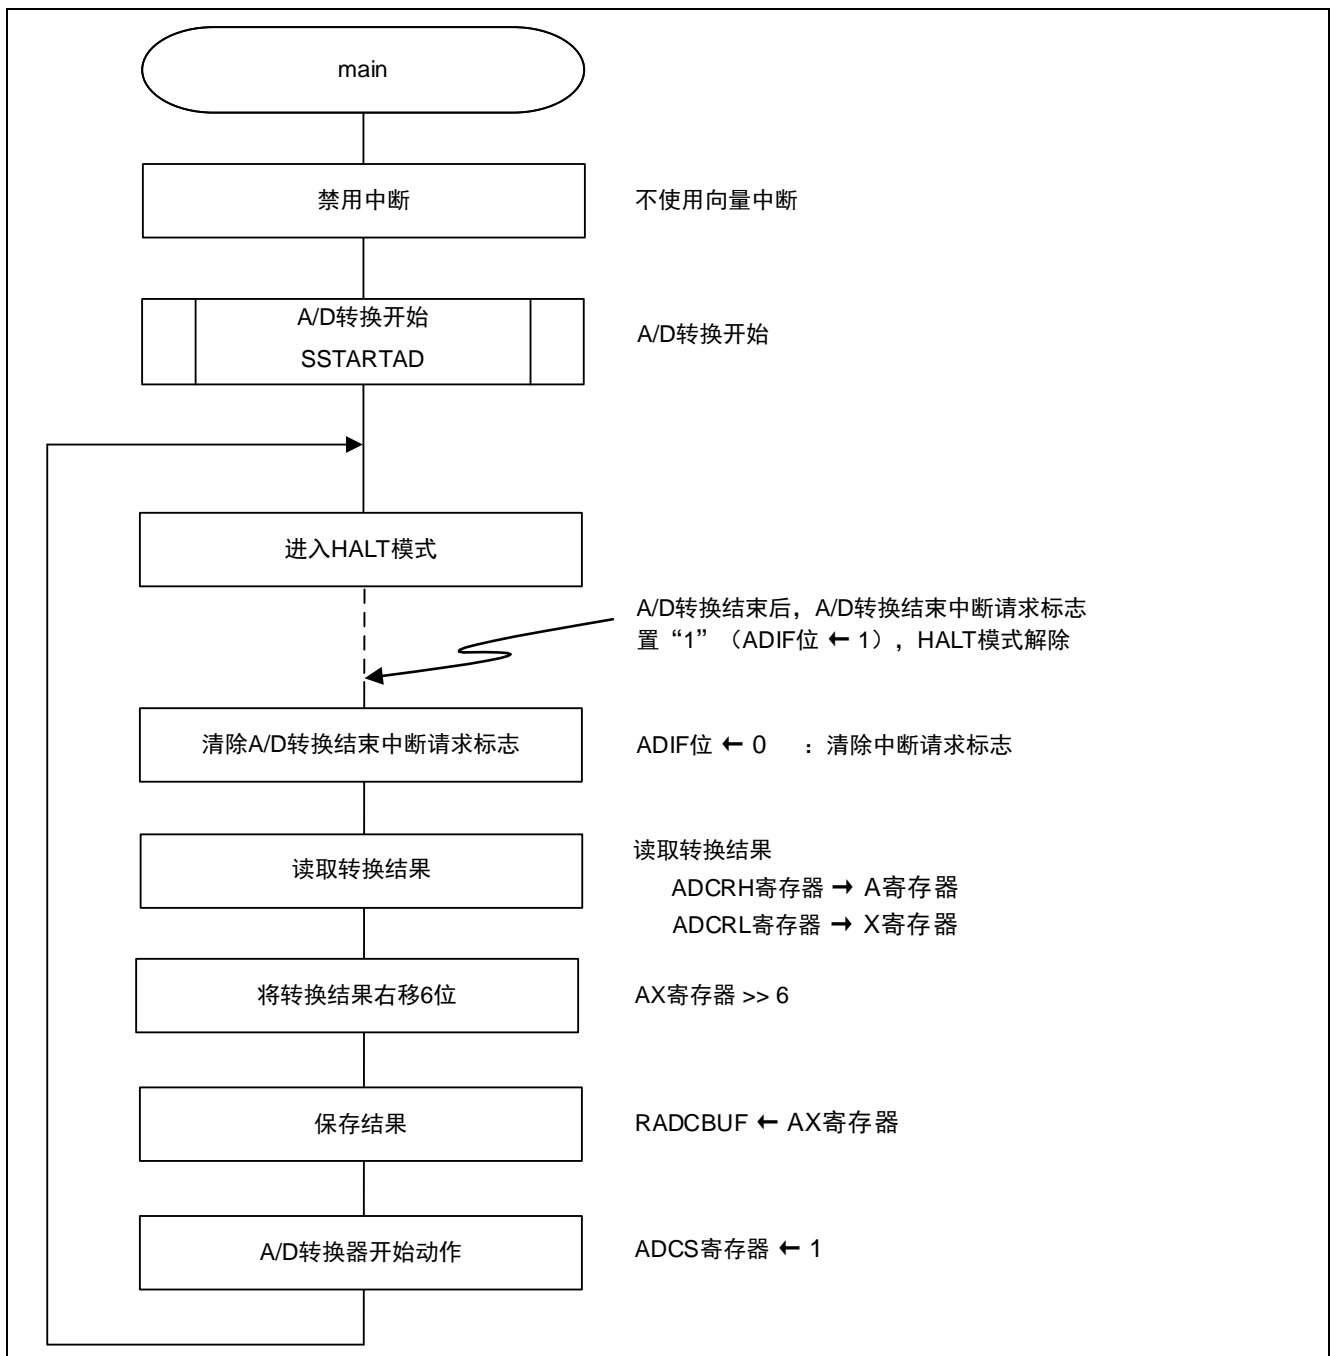 main
禁用中断
不使用向量中断
A/D转换开始
SSTARTAD
A/D转换开始
进入HALT模式
A/D转换结束后，A/D转换结束中断请求标志
置“1”（ADIF位 ← 1），HALT模式解除
清除A/D转换结束中断请求标志
ADIF位 ← 0 ：清除中断请求标志
读取转换结果
读取转换结果
ADCRH寄存器 → A寄存器
ADCRL寄存器 → X寄存器
将转换结果右移6位
AX寄存器 >> 6
保存结果
RADCBUF ← AX寄存器
A/D转换器开始动作
ADCS寄存器 ← 1